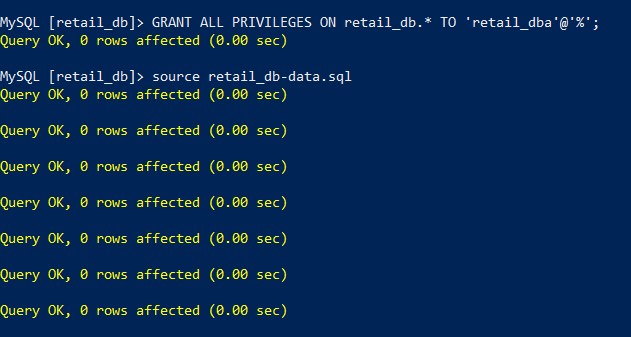 MySQL [retail_db]> GRANT ALL PRIVILEGES ON retail_db.* TO 'retail_dba'@'%';
Query OK, 0 rows affected (0.00 sec)
MySQL [retail_db]> source retail_db-data.sql
Query OK, 0 rows affected (0.00 sec)
Query OK, 0 rows affected (0.00 sec)
Query OK, 0 rows affected (0.00 sec)
Query OK, 0 rows affected (0.00 sec)
Query OK, 0 rows affected (0.00 sec)
Query OK, 0 rows affected (0.00 sec)
Query OK, 0 rows affected (0.00 sec)